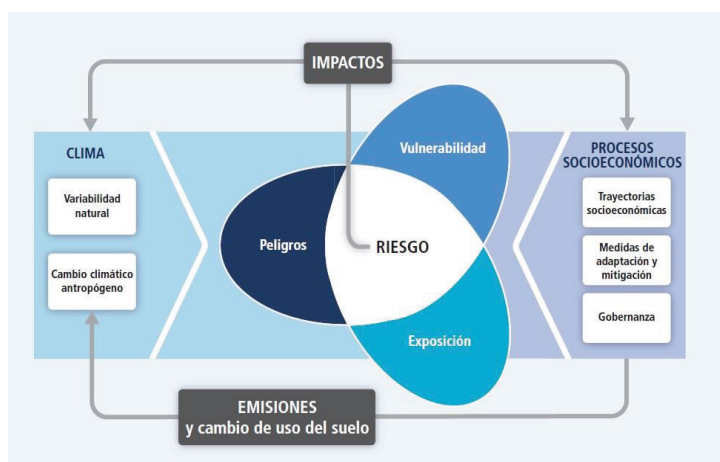 IMPACTOS
CLIMA
Variabilidad
natural
Cambio climático
antropógeno
Peligros
Vulnerabilidad
RIESGO
Exposición
PROCESOS
SOCIOECONÓMICOS
Trayectorias
socioeconómicas
Medidas de
adaptación y
mitigación
Gobernanza
EMISIONES
y cambio de uso del suelo